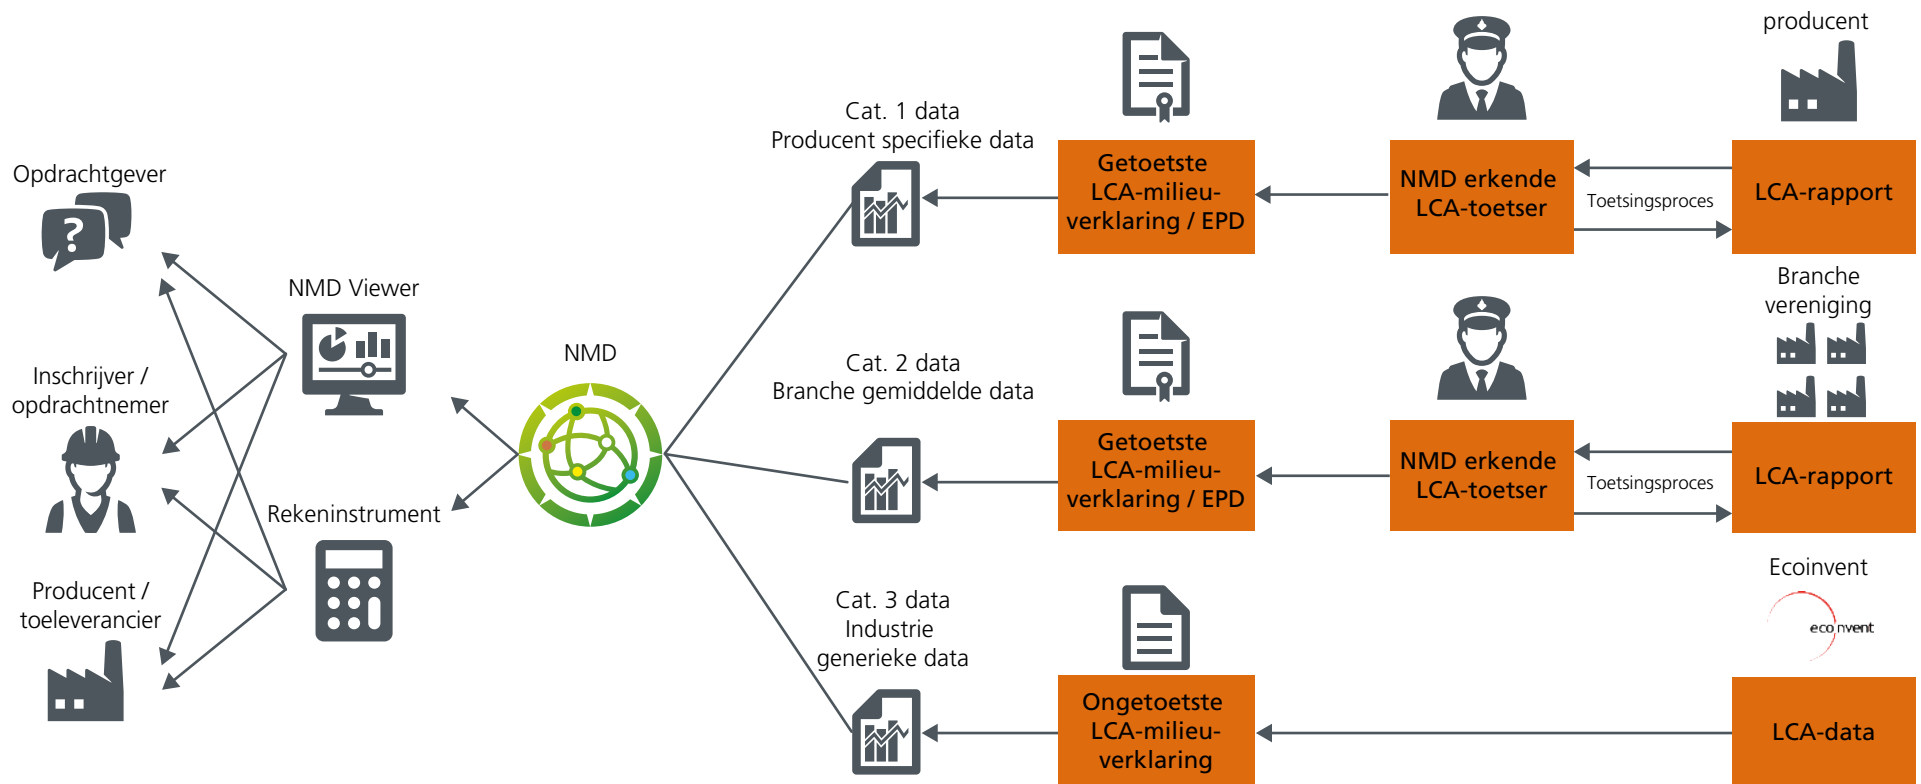 Opdrachtgever
Inschrijver /
opdrachtnemer
Producent /
toeleverancier
NMD Viewer
Rekeninstrument
NMD
Cat. 1 data
Producent specifieke data
Getoetste
LCA-milieu-
verklaring / EPD
NMD erkende
LCA-toetser
Toetsingsproces
producent
LCA-rapport
Cat. 2 data
Branche gemiddelde data
Getoetste
LCA-milieu-
verklaring / EPD
NMD erkende
LCA-toetser
Toetsingsproces
Branche
vereniging
LCA-rapport
Cat. 3 data
Industrie
generieke data
Ongetoetste
LCA-milieu-
verklaring
Ecoinvent
ecoinvent
LCA-data